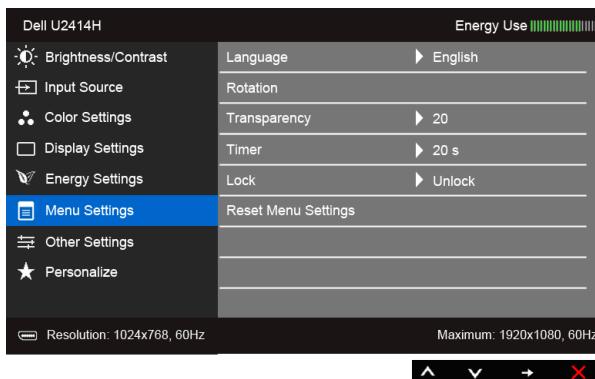 Dell U2414H Energy Use
Brightness/Contrast Language English
Input Source Rotation
Color Settings Transparency 20
Display Settings Timer 20 s
Energy Settings Lock Unlock
Menu Settings Reset Menu Settings
Other Settings
Personalize
Resolution: 1024x768, 60Hz Maximum: 1920x1080, 60Hz